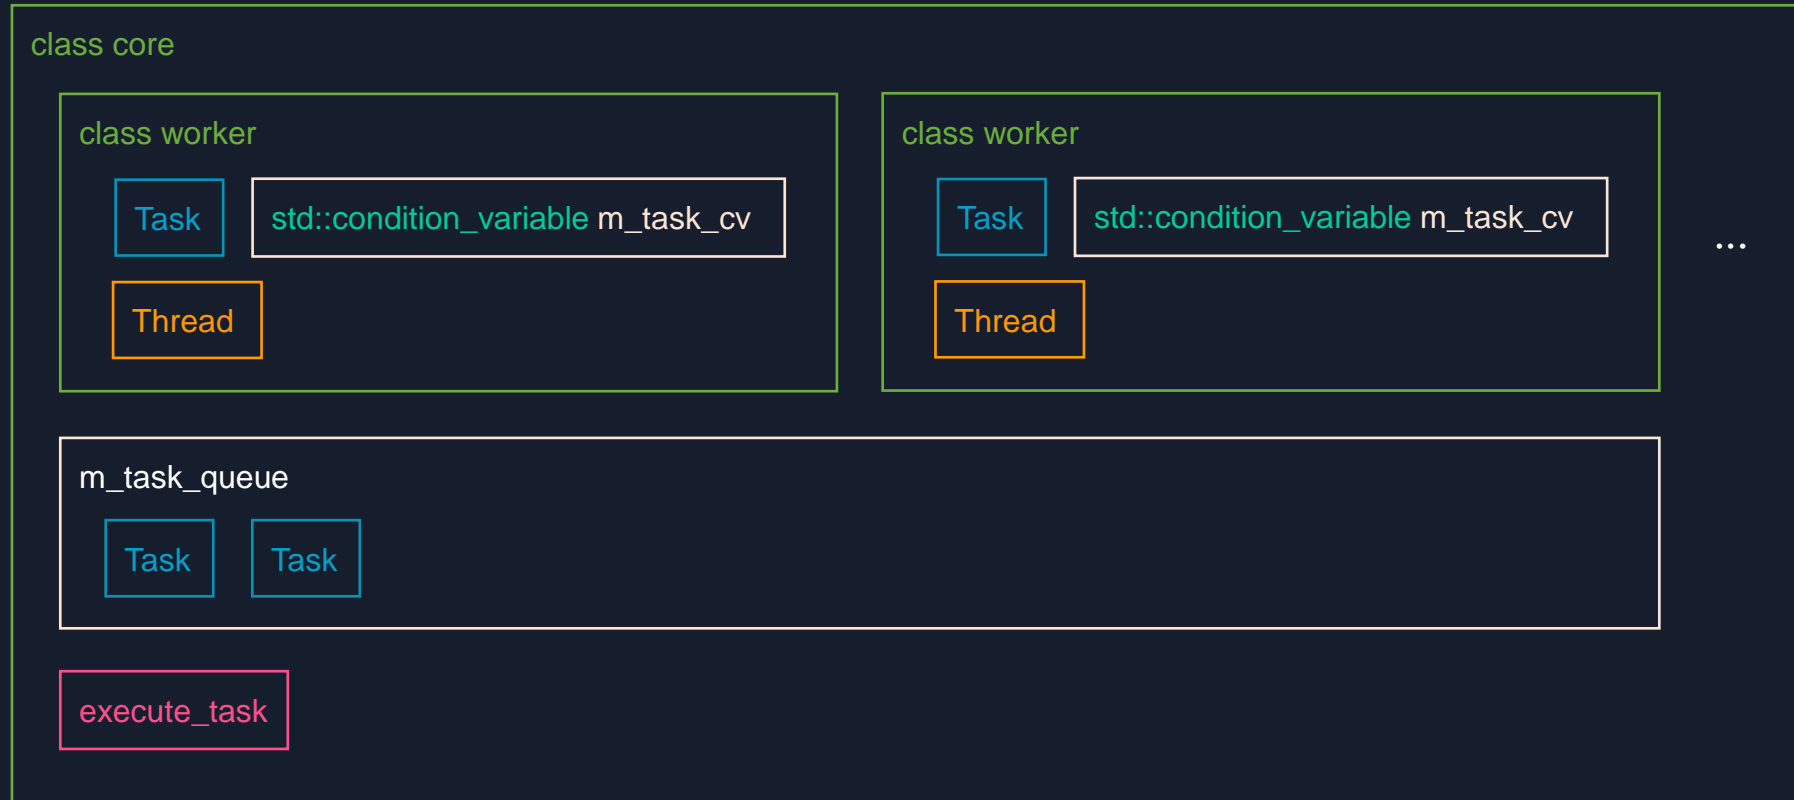 class core
class worker
class worker
Task
std::condition_variable m_task_cv
Task
std::condition_variable m_task_cv
...
Thread
Thread
m_task_queue
Task
Task
execute_task